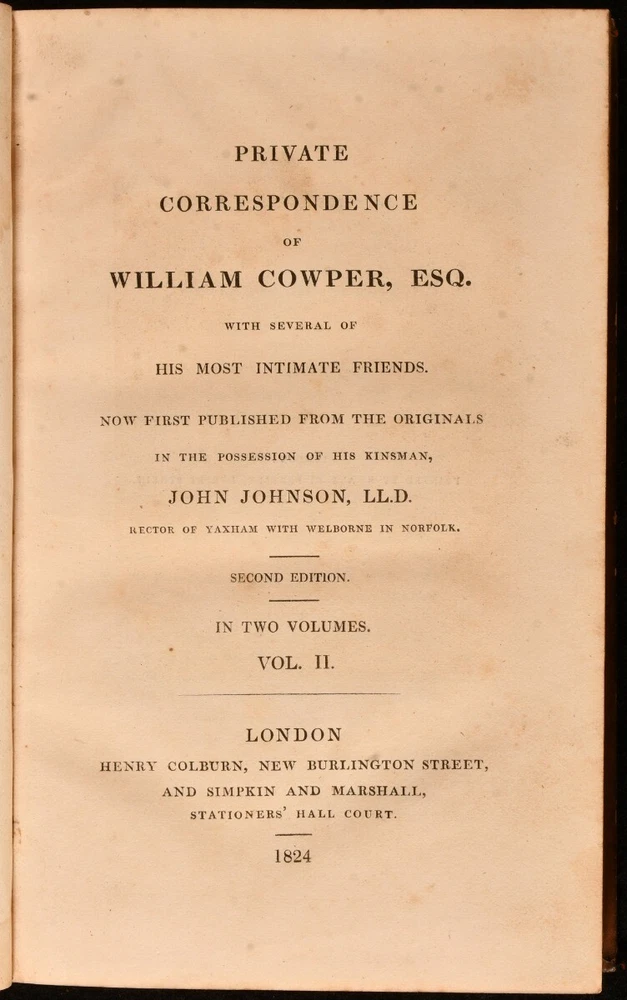 PRIVATE
CORRESPONDENCE
OF
WILLIAM COWPER, ESQ.
WITH SEVERAL OF
HIS MOST INTIMATE FRIENDS.
NOW FIRST PUBLISHED FROM THE ORIGINALS
IN THE POSSESSION OF HIS KINSMAN,
JOHN JOHNSON, LL.D.
RECTOR OF YAXHAM WITH WELBORNE IN NORFOLK.
SECOND EDITION.
IN TWO VOLUMES.
VOL. II.
LONDON
HENRY COLBURN, NEW BURLINGTON STREET,
AND SIMPKIN AND MARSHALL,
STATIONERS' HALL COURT.
1824